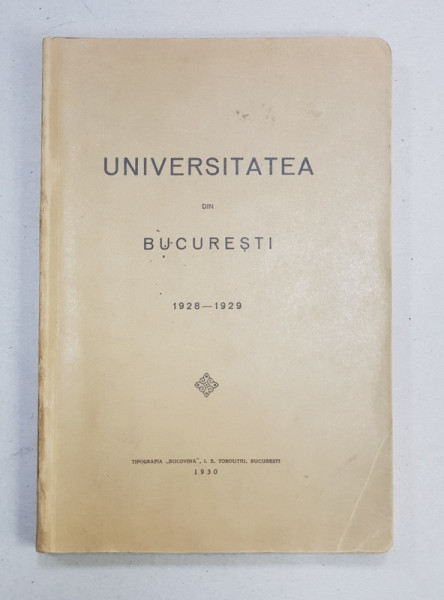 UNIVERSITATEA
DIN
BUCUREȘTI
1928—1929
TIPOGRAFIA „BUCOVINA”, I. E. TOROUȚIU, BUCUREȘTI
1930